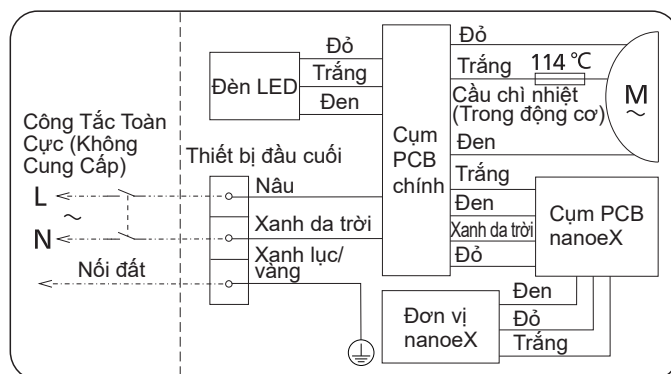 Đỏ
Trắng
Đen
Đèn LED
Đỏ
Trắng
114 °C
Cầu chì nhiệt
(Trong động cơ)
Đen
M
~
Cụm
PCB
chính
Công Tắc Toàn
Cực (Không
Cung Cấp)
Thiết bị đầu cuối
L
~
N
Nối đất
Nâu
Xanh da trời
Xanh lục/
vàng
Trắng
Đen
Xanh da trời
Đỏ
Cụm PCB
nanoeX
Đơn vị
nanoeX
Đen
Đỏ
Trắng